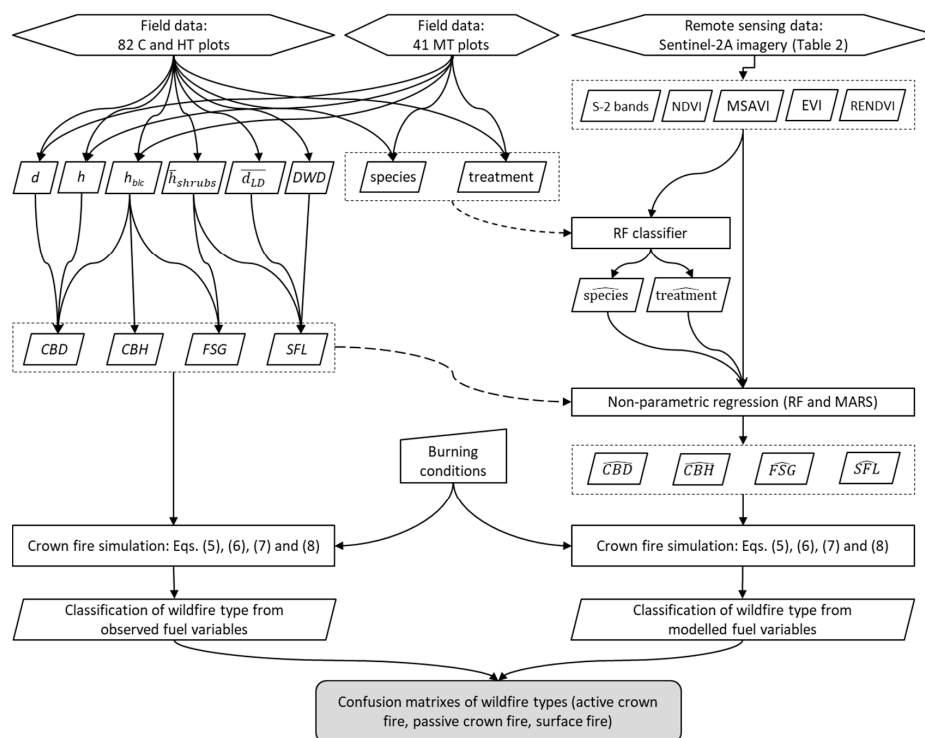 Field data:
82 C and HT plots
Field data:
41 MT plots
Remote sensing data:
Sentinel-2A imagery (Table 2)
S-2 bands
NDVI
MSAVI
EVI
RENDVI
d
h
h_blc
h̅_shrubs
d̅_LD
DWD
species
treatment
RF classifier
species^
treatment^
CBD
CBH
FSG
SFL
Non-parametric regression (RF and MARS)
Burning
conditions
CBD^
CBH^
FSG^
SFL^
Crown fire simulation: Eqs. (5), (6), (7) and (8)
Crown fire simulation: Eqs. (5), (6), (7) and (8)
Classification of wildfire type from
observed fuel variables
Classification of wildfire type from
modelled fuel variables
Confusion matrixes of wildfire types (active crown
fire, passive crown fire, surface fire)